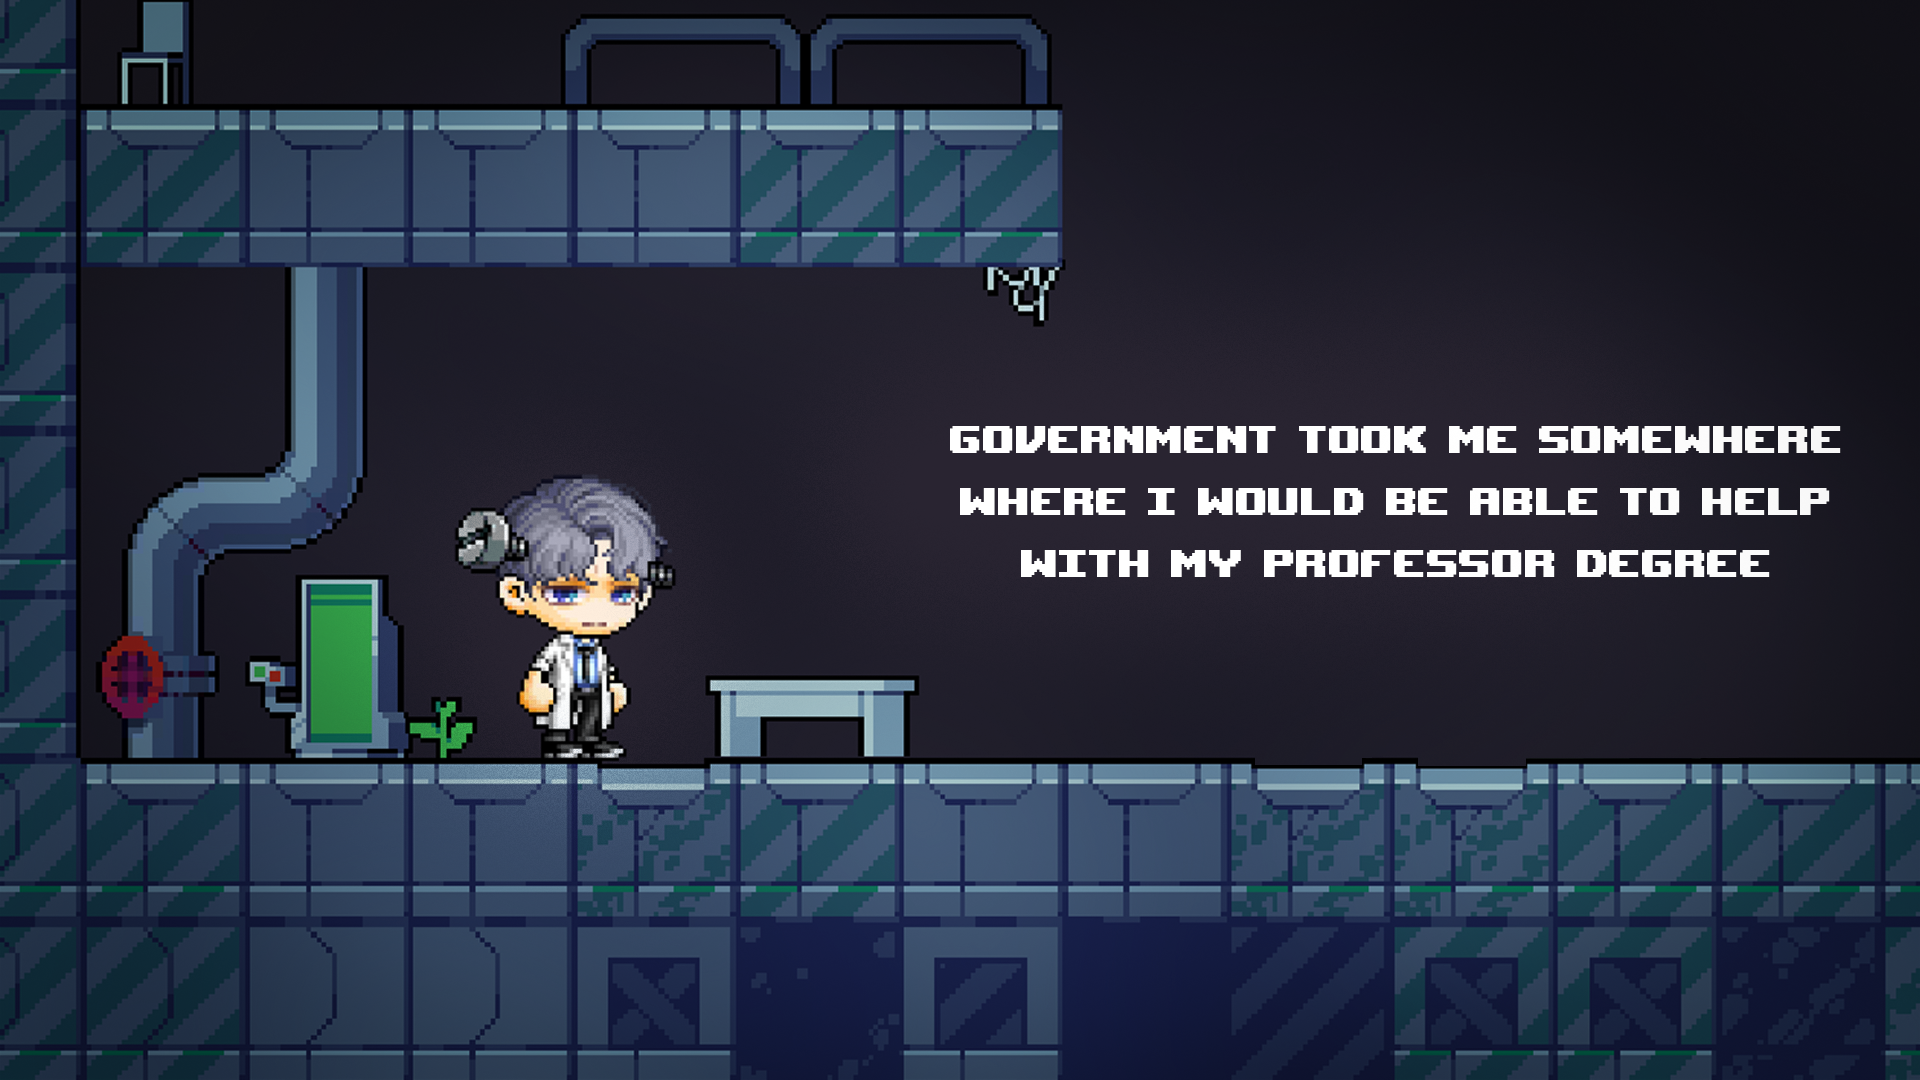 GOVERNMENT TOOK ME SOMEWHERE
WHERE I WOULD BE ABLE TO HELP
WITH MY PROFESSOR DEGREE